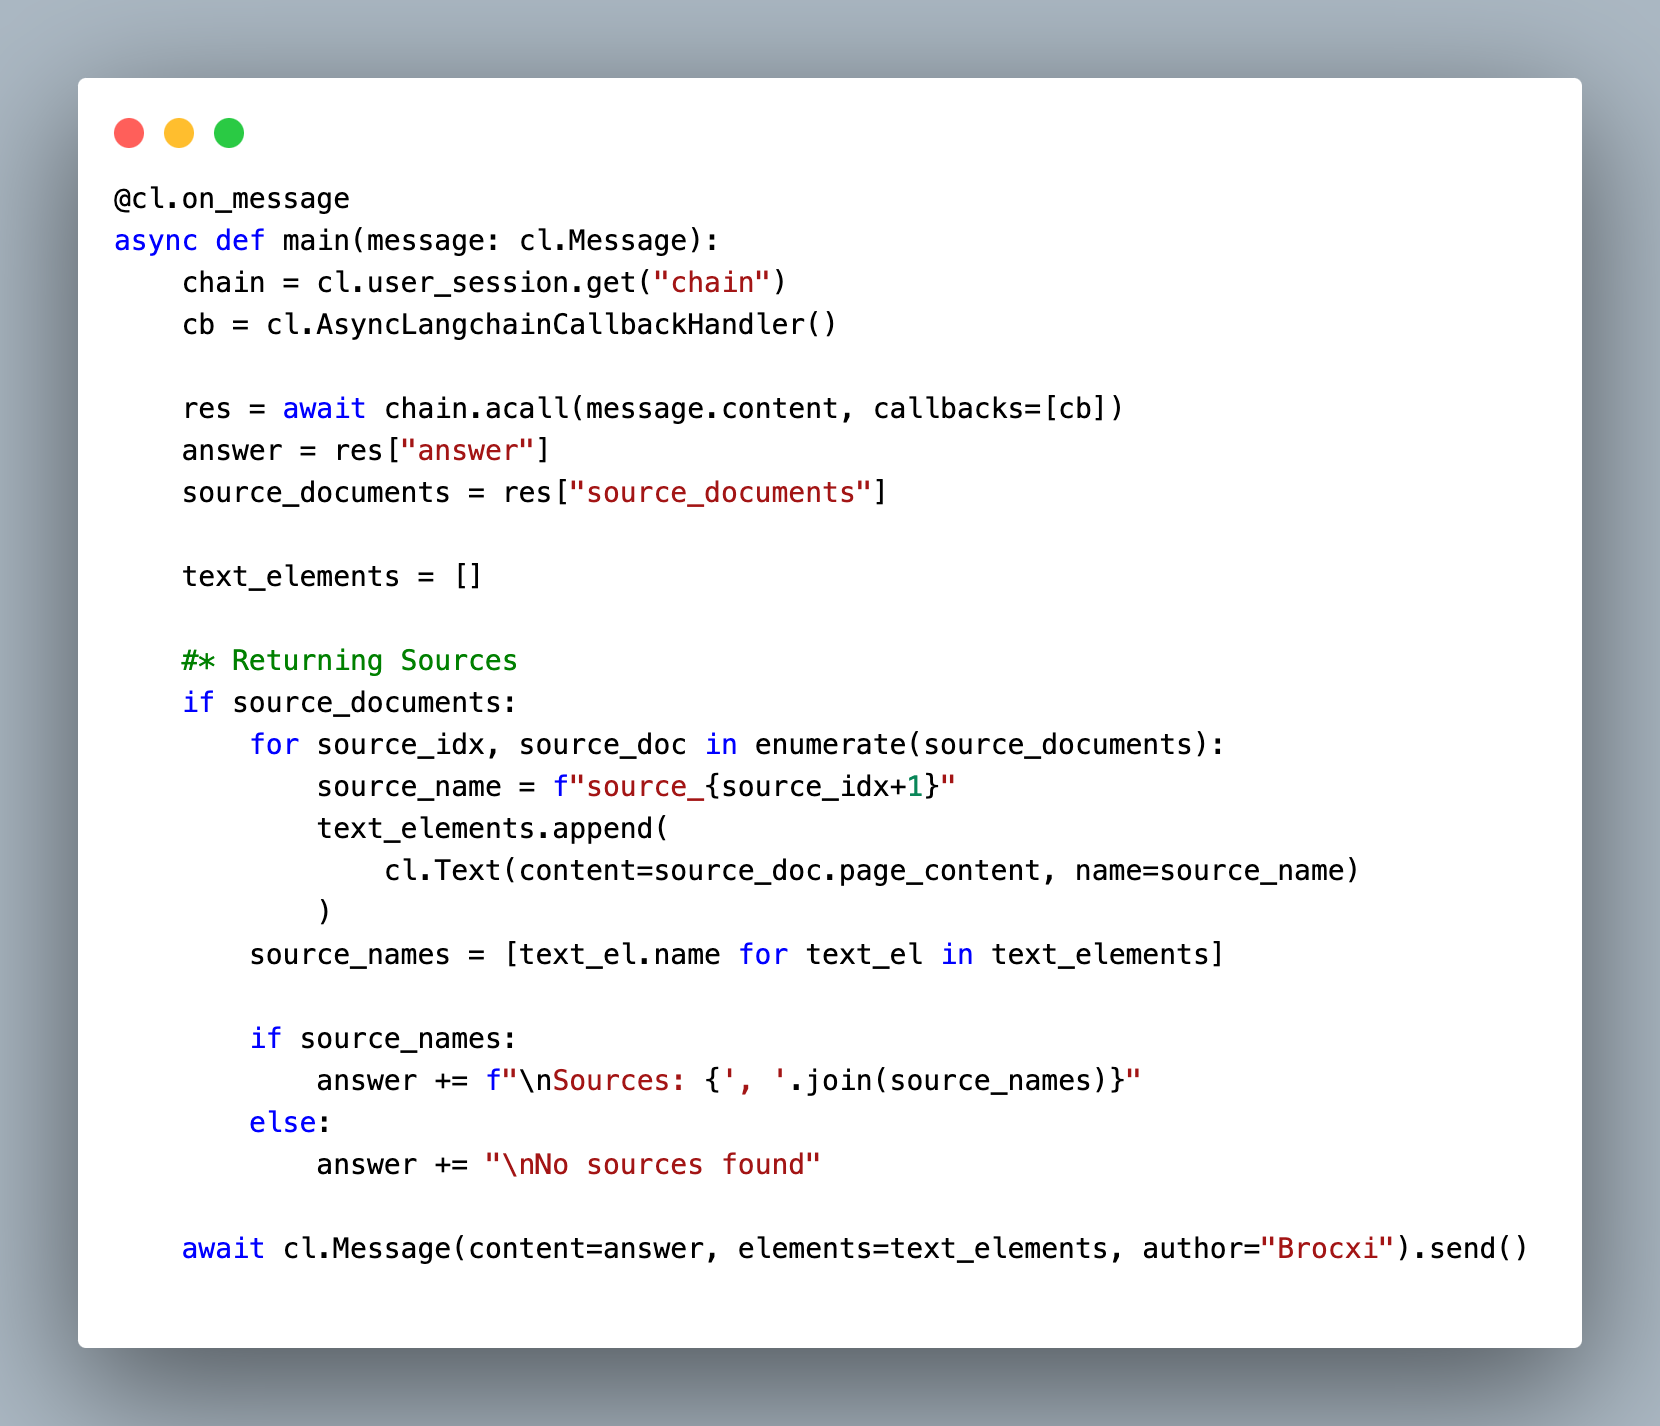 @cl.on_message
async def main(message: cl.Message):
    chain = cl.user_session.get("chain")
    cb = cl.AsyncLangchainCallbackHandler()

    res = await chain.acall(message.content, callbacks=[cb])
    answer = res["answer"]
    source_documents = res["source_documents"]

    text_elements = []

    #* Returning Sources
    if source_documents:
        for source_idx, source_doc in enumerate(source_documents):
            source_name = f"source_{source_idx+1}"
            text_elements.append(
                cl.Text(content=source_doc.page_content, name=source_name)
            )
        source_names = [text_el.name for text_el in text_elements]

        if source_names:
            answer += f"\nSources: {', '.join(source_names)}"
        else:
            answer += "\nNo sources found"

    await cl.Message(content=answer, elements=text_elements, author="Brocxi").send()